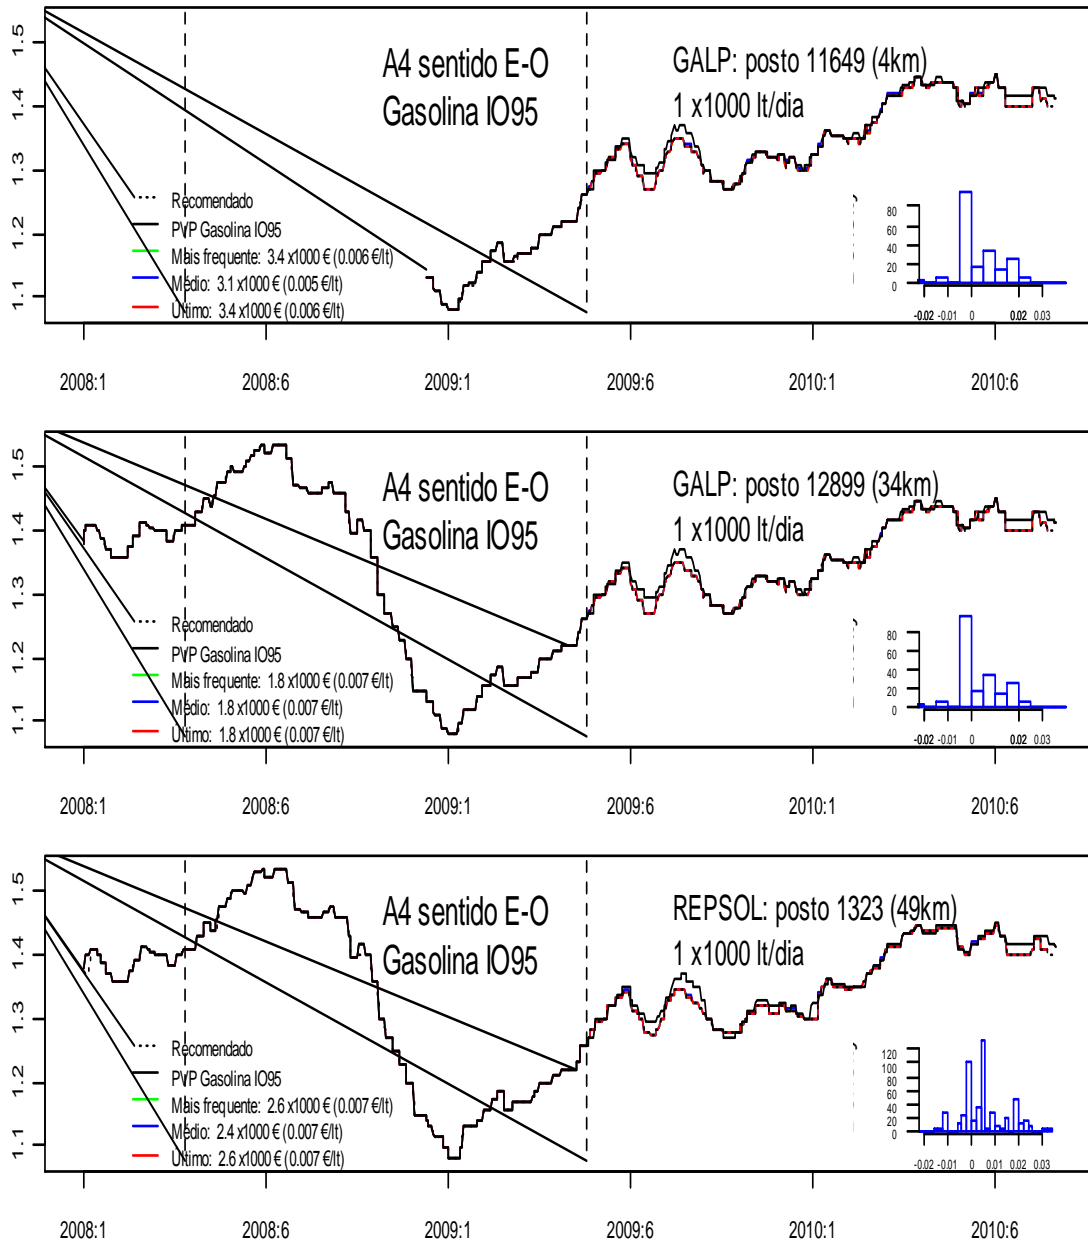 1.5
1.4
1.3
1.2
1.1
A4 sentido E-O
Gasolina IO95
GALP: posto 11649 (4km)
1 x1000 lt/dia
Recomendado
PVP Gasolina IO95
Mais frequente: 3.4 x1000 € (0.006 €/lt)
Médio: 3.1 x1000 € (0.005 €/lt)
Último: 3.4 x1000 € (0.006 €/lt)
80
60
40
20
0
-0.02 -0.01 0 0.02 0.03
2008:1 2008:6 2009:1 2009:6 2010:1 2010:6
1.5
1.4
1.3
1.2
1.1
A4 sentido E-O
Gasolina IO95
GALP: posto 12899 (34km)
1 x1000 lt/dia
Recomendado
PVP Gasolina IO95
Mais frequente: 1.8 x1000 € (0.007 €/lt)
Médio: 1.8 x1000 € (0.007 €/lt)
Último: 1.8 x1000 € (0.007 €/lt)
80
60
40
20
0
-0.02 -0.01 0 0.02 0.03
2008:1 2008:6 2009:1 2009:6 2010:1 2010:6
1.5
1.4
1.3
1.2
1.1
A4 sentido E-O
Gasolina IO95
REPSOL: posto 1323 (49km)
1 x1000 lt/dia
Recomendado
PVP Gasolina IO95
Mais frequente: 2.6 x1000 € (0.007 €/lt)
Médio: 2.4 x1000 € (0.007 €/lt)
Último: 2.6 x1000 € (0.007 €/lt)
120
100
80
60
40
20
0
-0.02 -0.01 0 0.01 0.02 0.03
2008:1 2008:6 2009:1 2009:6 2010:1 2010:6